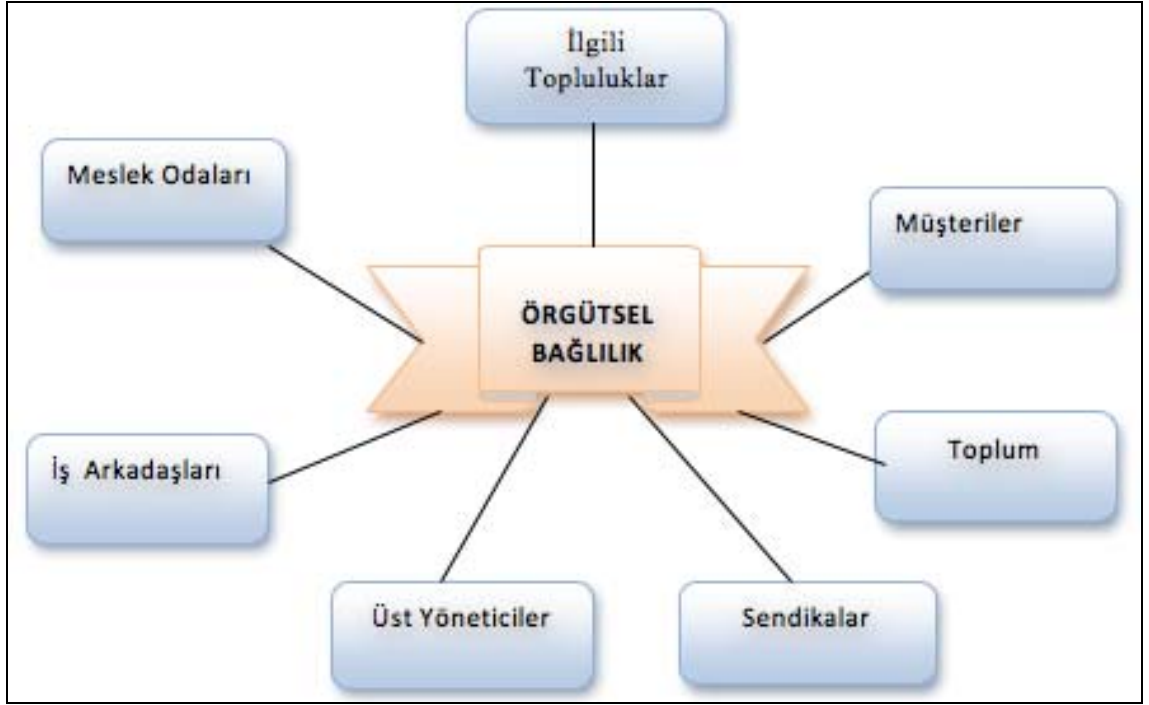 İlgili
Topluluklar
Meslek Odaları
Müşteriler
ÖRGÜTSEL
BAĞLILIK
İş Arkadaşları
Toplum
Üst Yöneticiler
Sendikalar